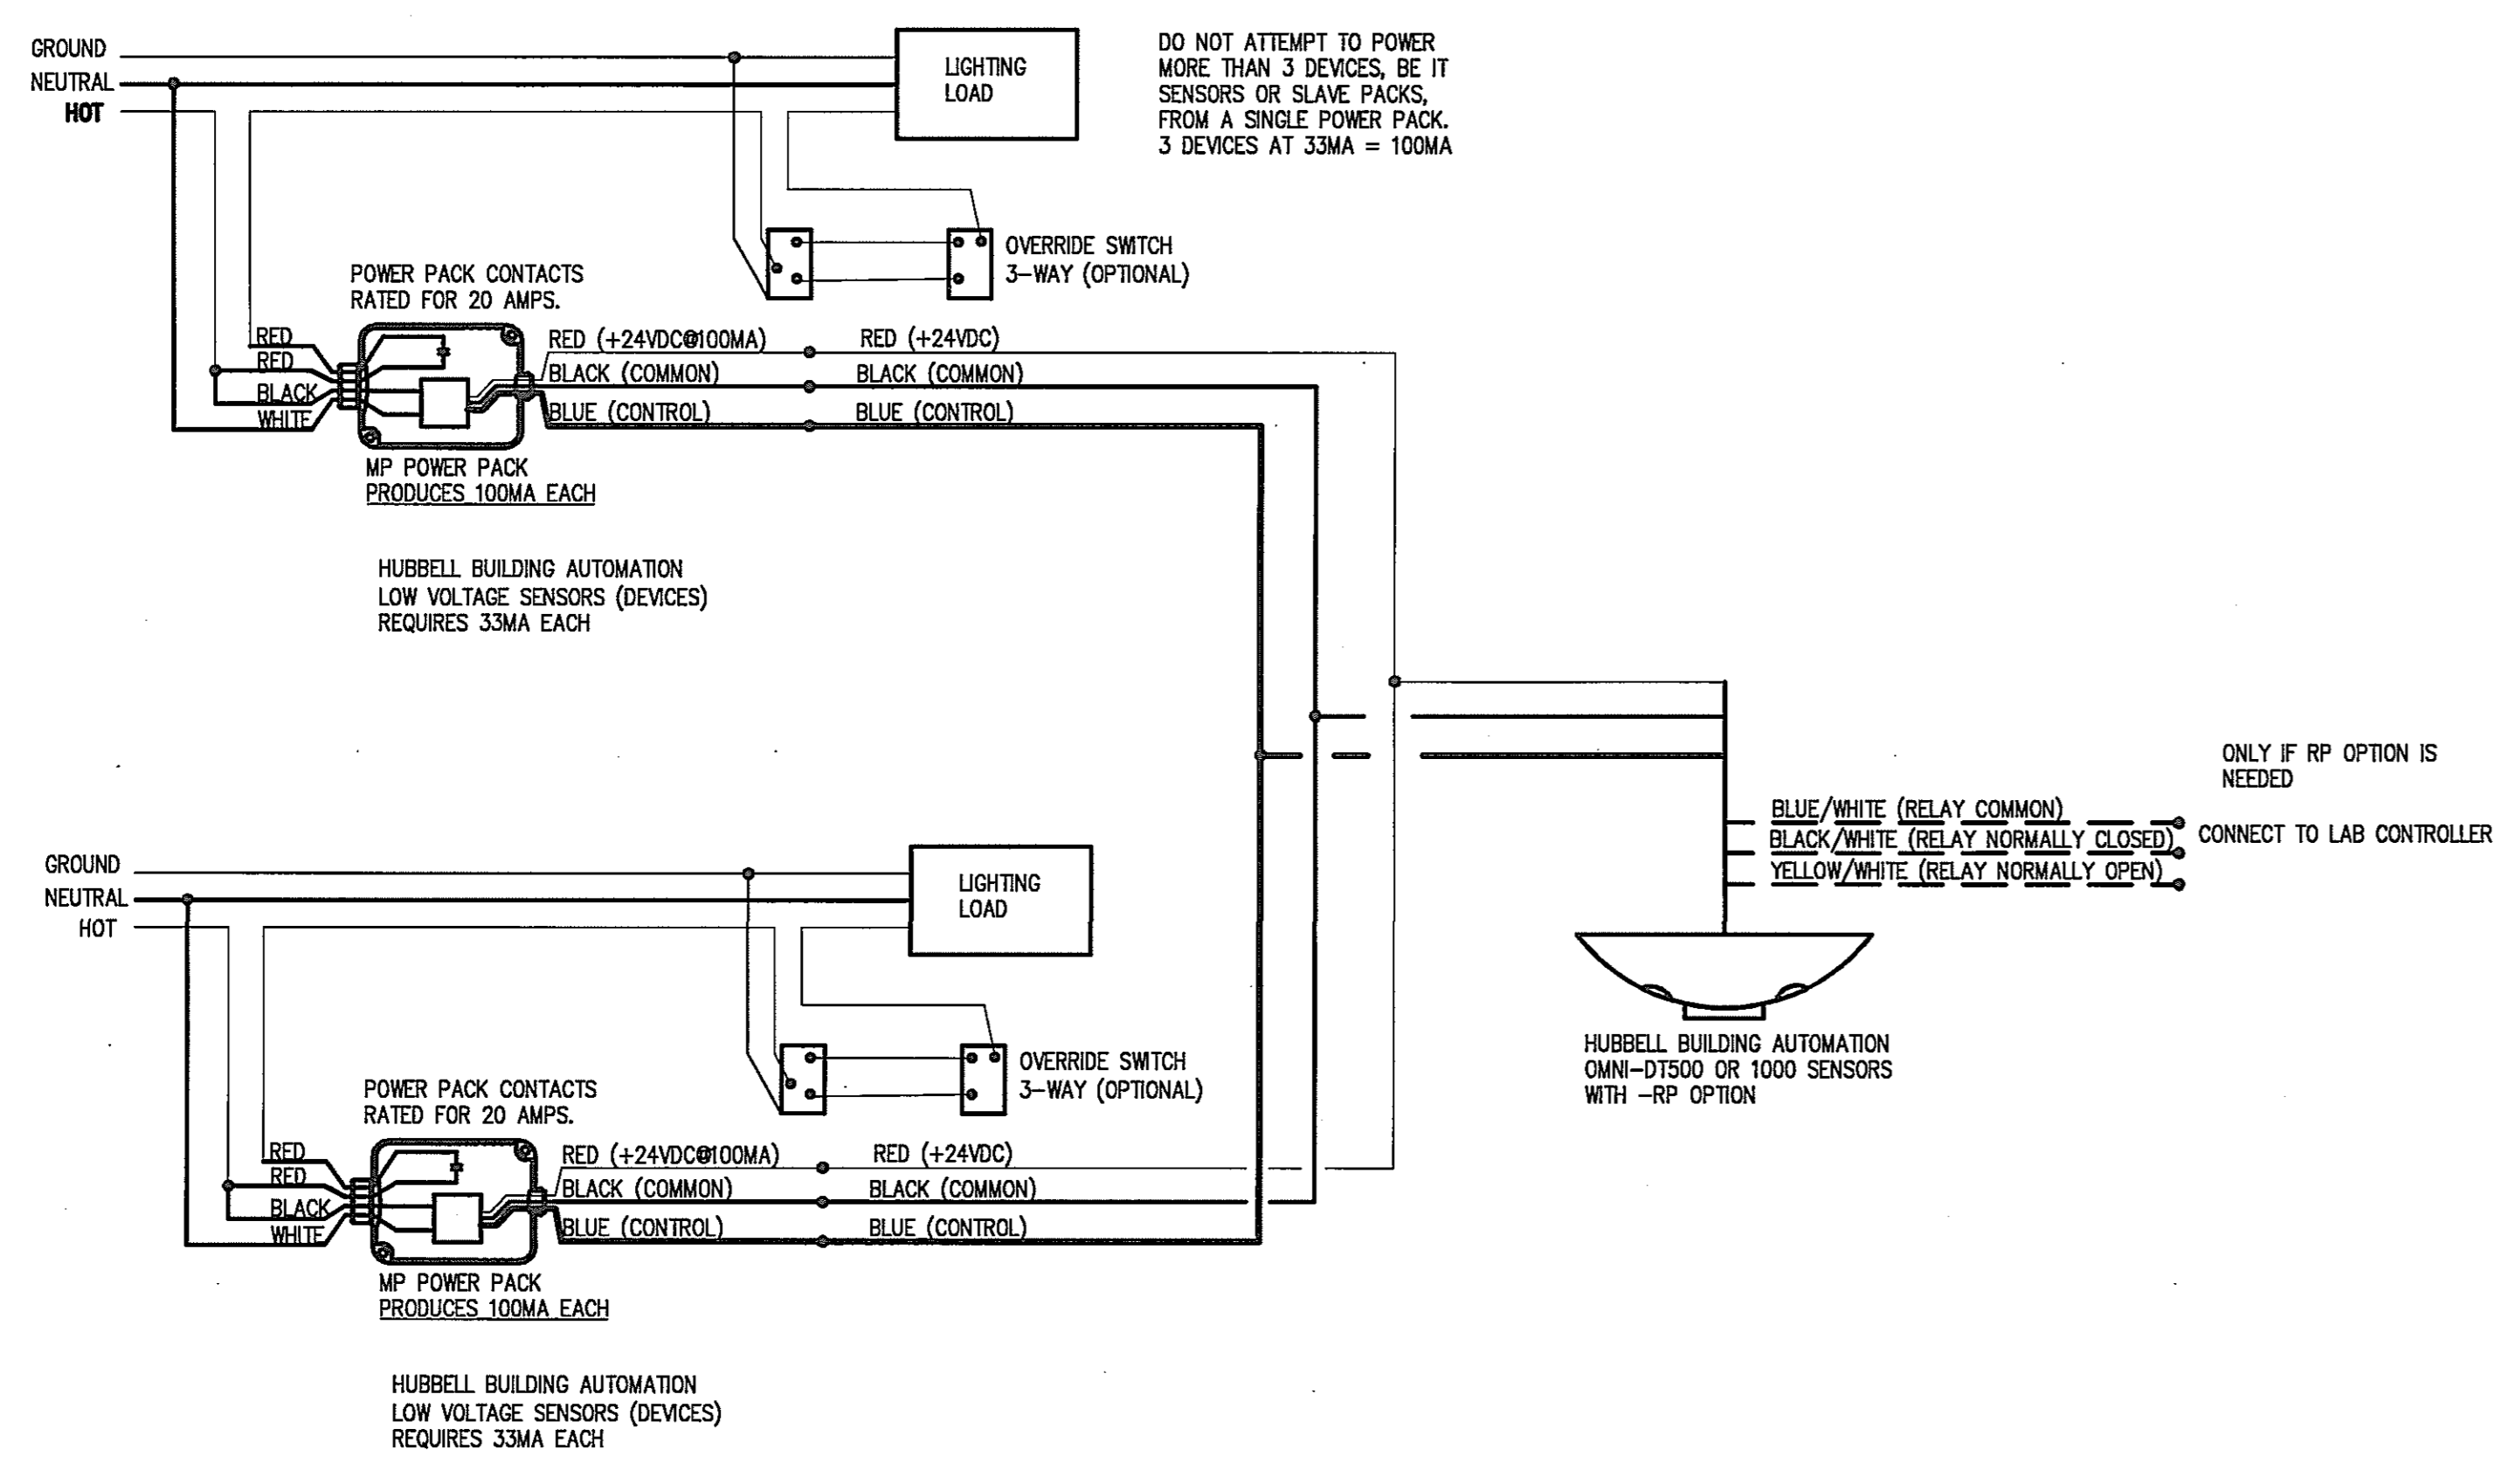 GROUND
NEUTRAL
HOT
LIGHTING
LOAD
DO NOT ATTEMPT TO POWER
MORE THAN 3 DEVICES, BE IT
SENSORS OR SLAVE PACKS,
FROM A SINGLE POWER PACK.
3 DEVICES AT 33MA = 100MA
OVERRIDE SWITCH
3-WAY (OPTIONAL)
POWER PACK CONTACTS
RATED FOR 20 AMPS.
RED
RED
BLACK
WHITE
RED (+24VDC@100MA)
BLACK (COMMON)
BLUE (CONTROL)
RED (+24VDC)
BLACK (COMMON)
BLUE (CONTROL)
MP POWER PACK
PRODUCES 100MA EACH
HUBBELL BUILDING AUTOMATION
LOW VOLTAGE SENSORS (DEVICES)
REQUIRES 33MA EACH
ONLY IF RP OPTION IS
NEEDED
BLUE/WHITE (RELAY COMMON)
BLACK/WHITE (RELAY NORMALLY CLOSED)
YELLOW/WHITE (RELAY NORMALLY OPEN)
CONNECT TO LAB CONTROLLER
HUBBELL BUILDING AUTOMATION
OMNI-DT500 OR 1000 SENSORS
WITH -RP OPTION
GROUND
NEUTRAL
HOT
LIGHTING
LOAD
OVERRIDE SWITCH
3-WAY (OPTIONAL)
POWER PACK CONTACTS
RATED FOR 20 AMPS.
RED
RED
BLACK
WHITE
RED (+24VDC@100MA)
BLACK (COMMON)
BLUE (CONTROL)
RED (+24VDC)
BLACK (COMMON)
BLUE (CONTROL)
MP POWER PACK
PRODUCES 100MA EACH
HUBBELL BUILDING AUTOMATION
LOW VOLTAGE SENSORS (DEVICES)
REQUIRES 33MA EACH